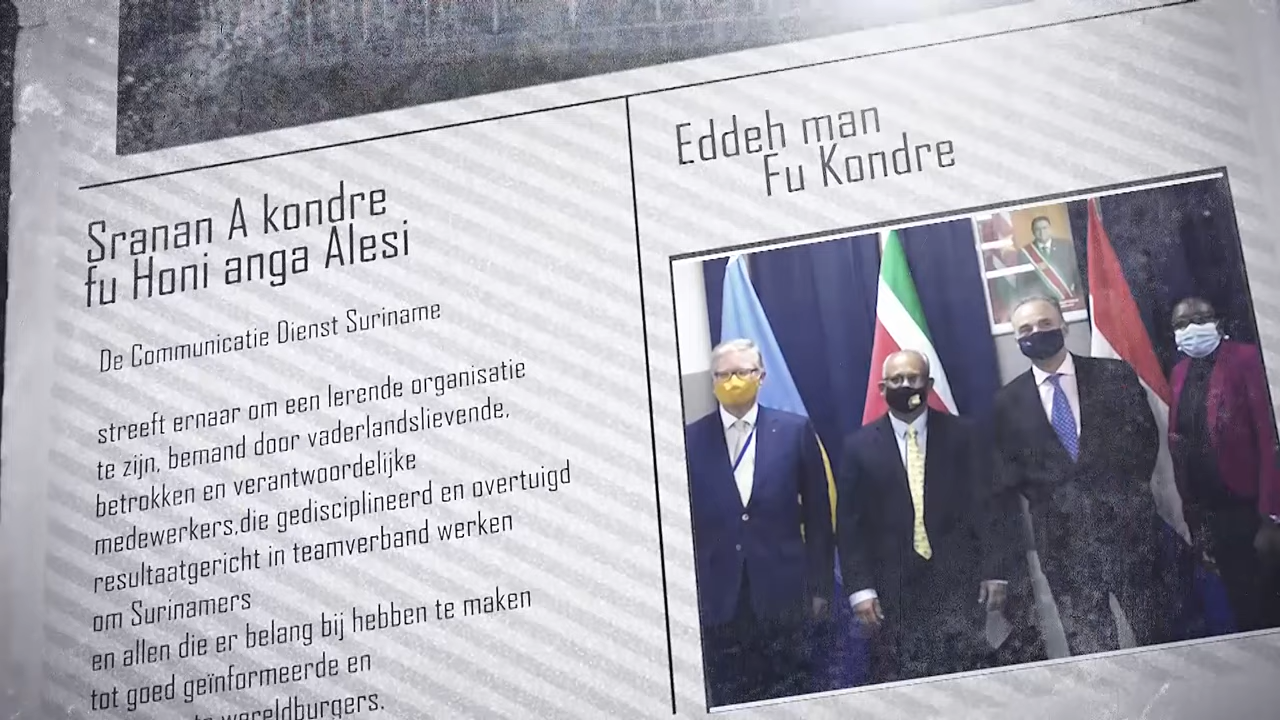 Sranan A kondre
fu Honi anga Alesi
De Communicatie Dienst Suriname
streeft ernaar om een lerende organisatie
te zijn, bemand door vaderlandslievende,
betrokken en verantwoordelijke
medewerkers,die gedisciplineerd en overtuigd
resultaatgericht in teamverband werken
om Surinamers
en allen die er belang bij hebben te maken
tot goed geïnformeerde en
wereldburgers.
Eddeh man
Fu Kondre